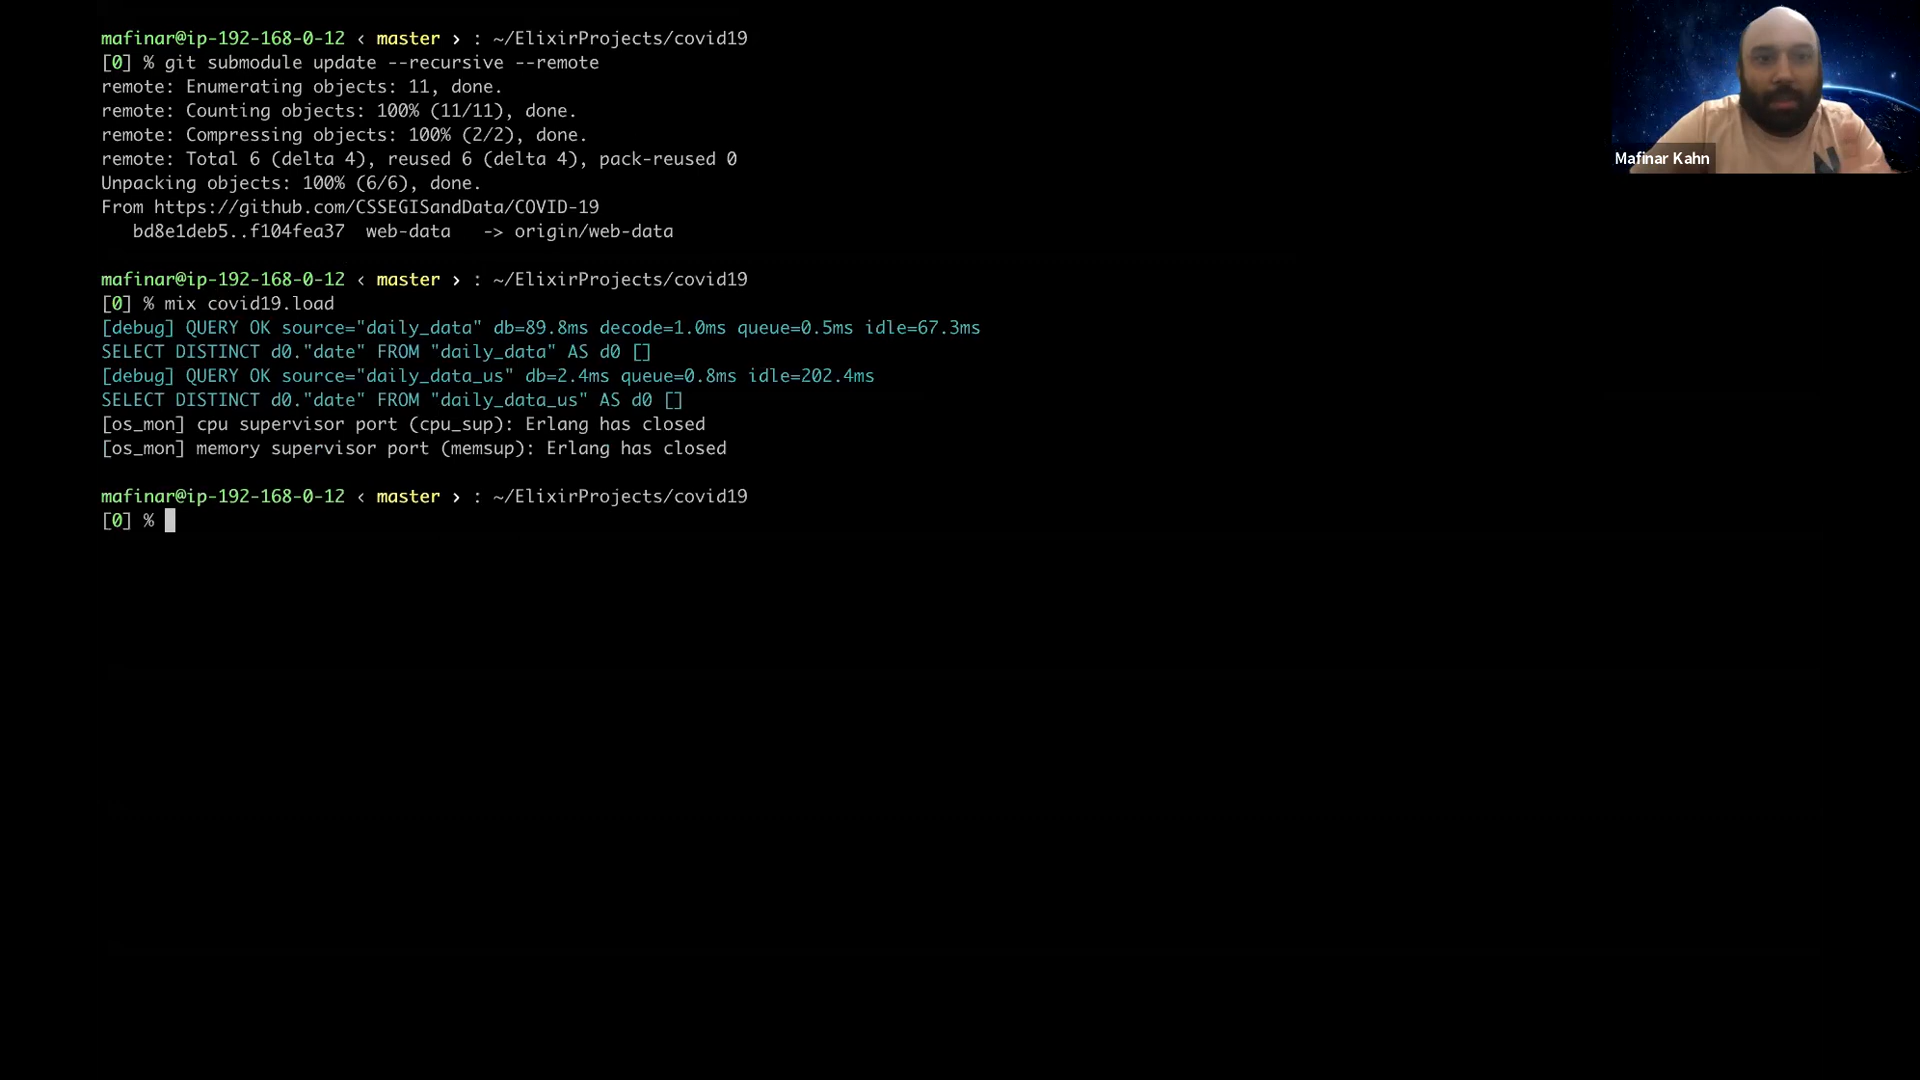 mafinar@ip-192-168-0-12 ‹ master › : ~/ElixirProjects/covid19
[0] % git submodule update --recursive --remote
remote: Enumerating objects: 11, done.
remote: Counting objects: 100% (11/11), done.
remote: Compressing objects: 100% (2/2), done.
remote: Total 6 (delta 4), reused 6 (delta 4), pack-reused 0
Unpacking objects: 100% (6/6), done.
From https://github.com/CSSEGISandData/COVID-19
bd8e1deb5..f104fea37 web-data -> origin/web-data
mafinar@ip-192-168-0-12 ‹ master › : ~/ElixirProjects/covid19
[0] % mix covid19.load
[debug] QUERY OK source="daily_data" db=89.8ms decode=1.0ms queue=0.5ms idle=67.3ms
SELECT DISTINCT d0."date" FROM "daily_data" AS d0 []
[debug] QUERY OK source="daily_data_us" db=2.4ms queue=0.8ms idle=202.4ms
SELECT DISTINCT d0."date" FROM "daily_data_us" AS d0 []
[os_mon] cpu supervisor port (cpu_sup): Erlang has closed
[os_mon] memory supervisor port (memsup): Erlang has closed
mafinar@ip-192-168-0-12 ‹ master › : ~/ElixirProjects/covid19
[0] %
Mafinar Kahn